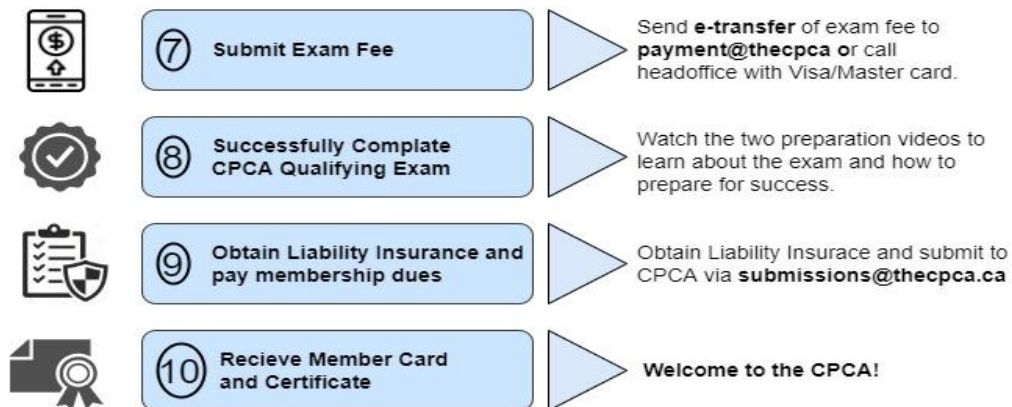 7 Submit Exam Fee
Send e-transfer of exam fee to
payment@thecpca or call
headoffice with Visa/Master card.
8 Successfully Complete
CPCA Qualifying Exam
Watch the two preparation videos to
learn about the exam and how to
prepare for success.
9 Obtain Liability Insurance and
pay membership dues
Obtain Liability Insurace and submit to
CPCA via submissions@thecpca.ca
10 Recieve Member Card
and Certificate
Welcome to the CPCA!